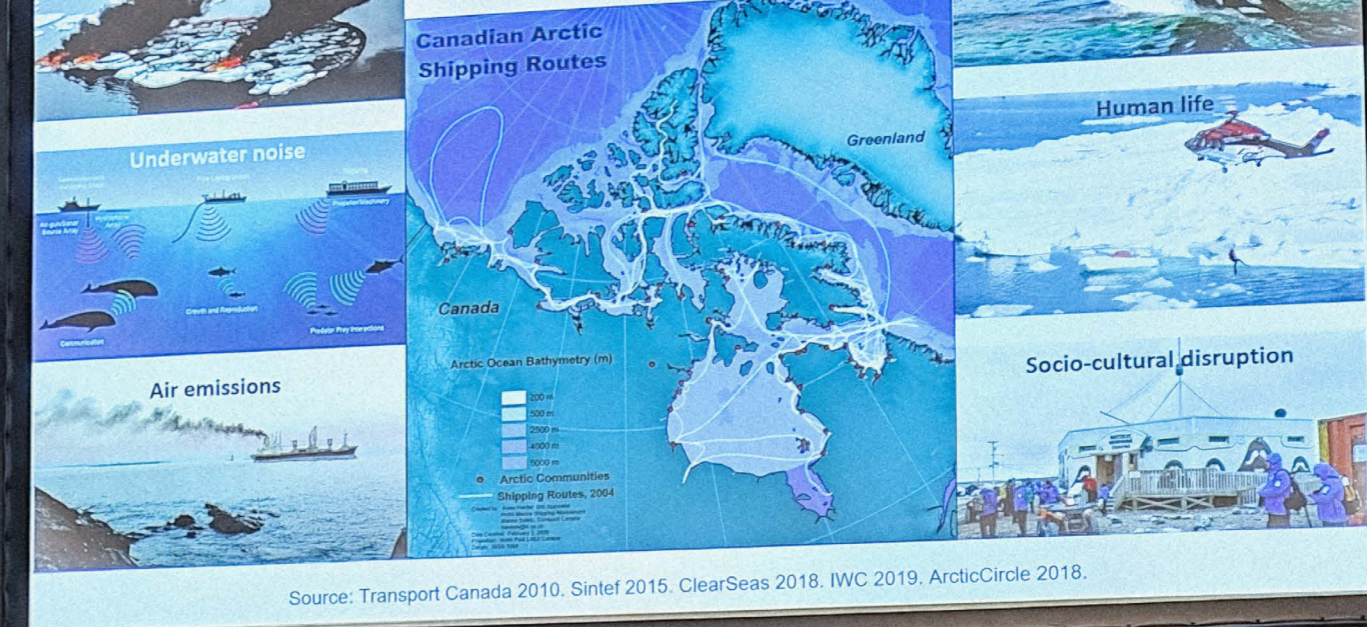 Canadian Arctic
Shipping Routes
Greenland
Canada
Arctic Ocean Bathymetry (m)
200 m
500 m
2500 m
4000 m
5000 m
Arctic Communities
Shipping Routes, 2004
Underwater noise
Propeller/Machinery
Growth and Reproduction
Predator Prey Interactions
Communication
Air emissions
Human life
Socio-cultural disruption
Source: Transport Canada 2010. Sintef 2015. ClearSeas 2018. IWC 2019. ArcticCircle 2018.